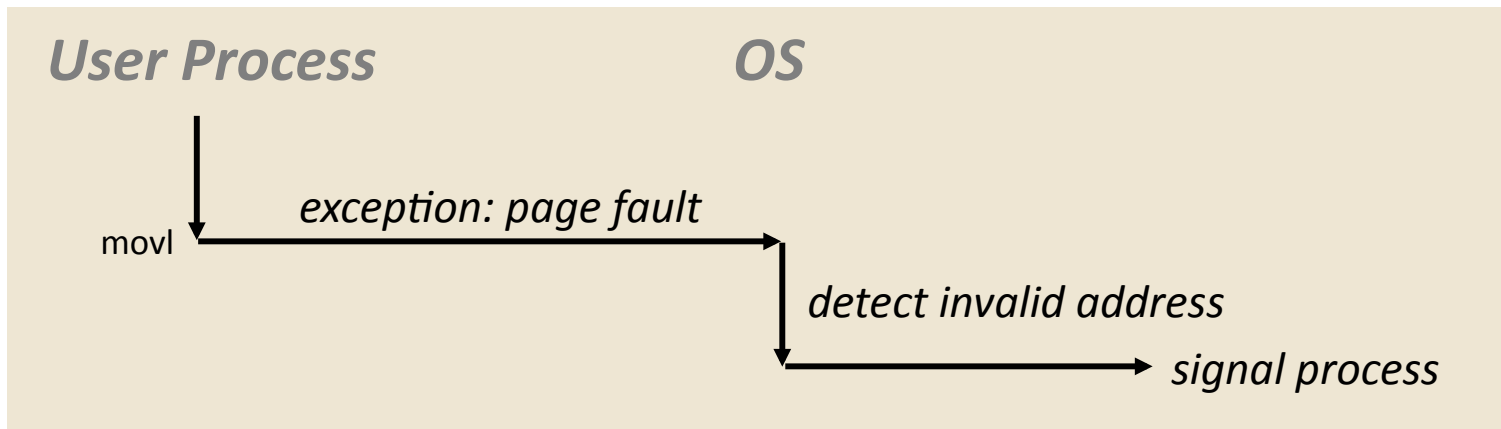 User Process
OS
exception: page fault
movl
detect invalid address
signal process